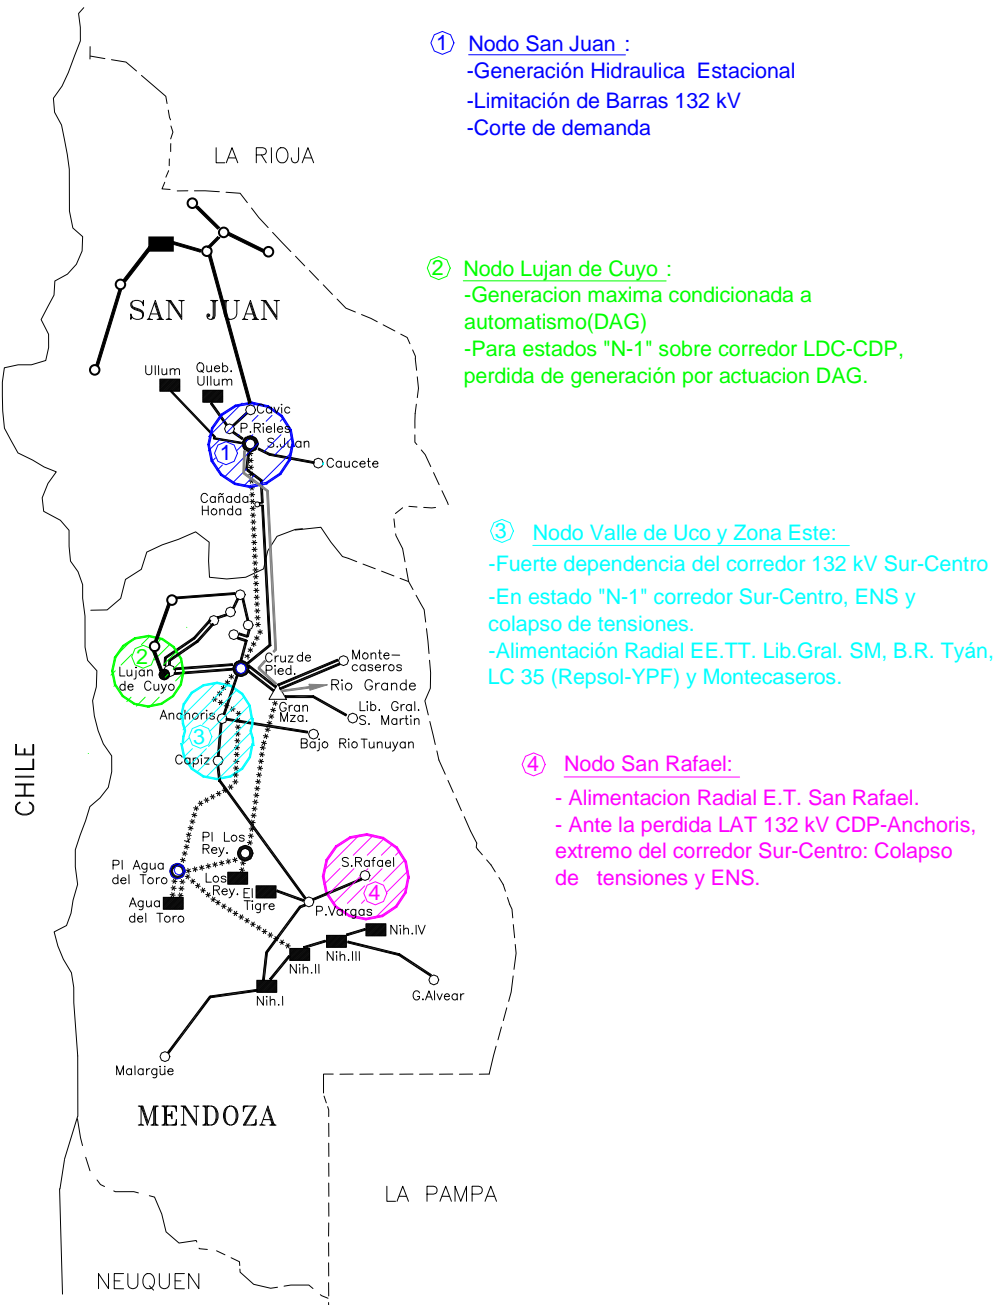 1 Nodo San Juan :
-Generación Hidraulica Estacional
-Limitación de Barras 132 kV
-Corte de demanda
LA RIOJA
2 Nodo Lujan de Cuyo :
-Generacion maxima condicionada a
automatismo(DAG)
-Para estados "N-1" sobre corredor LDC-CDP,
perdida de generación por actuacion DAG.
SAN JUAN
Ullum
Queb.
Ullum
Cavic
P.Rieles
S.Juan
1
Caucete
Cañada
Honda
3 Nodo Valle de Uco y Zona Este:
-Fuerte dependencia del corredor 132 kV Sur-Centro
-En estado "N-1" corredor Sur-Centro, ENS y
colapso de tensiones.
-Alimentación Radial EE.TT. Lib.Gral. SM, B.R. Tyán,
LC 35 (Repsol-YPF) y Montecaseros.
2
Lujan
de Cuyo
Cruz de
Pied.
Monte-
caseros
Rio Grande
Gran
Mza.
Lib. Gral.
S. Martin
Anchoris
3
Bajo Rio Tunuyan
Capiz
CHILE
4 Nodo San Rafael:
- Alimentacion Radial E.T. San Rafael.
- Ante la perdida LAT 132 kV CDP-Anchoris,
extremo del corredor Sur-Centro: Colapso
de tensiones y ENS.
PI Los
Rey.
PI Agua
del Toro
Los
Rey.
El
Tigre
Agua
del Toro
S.Rafael
4
P.Vargas
Nih.IV
Nih.III
Nih.II
Nih.I
G.Alvear
Malargüe
MENDOZA
LA PAMPA
NEUQUEN